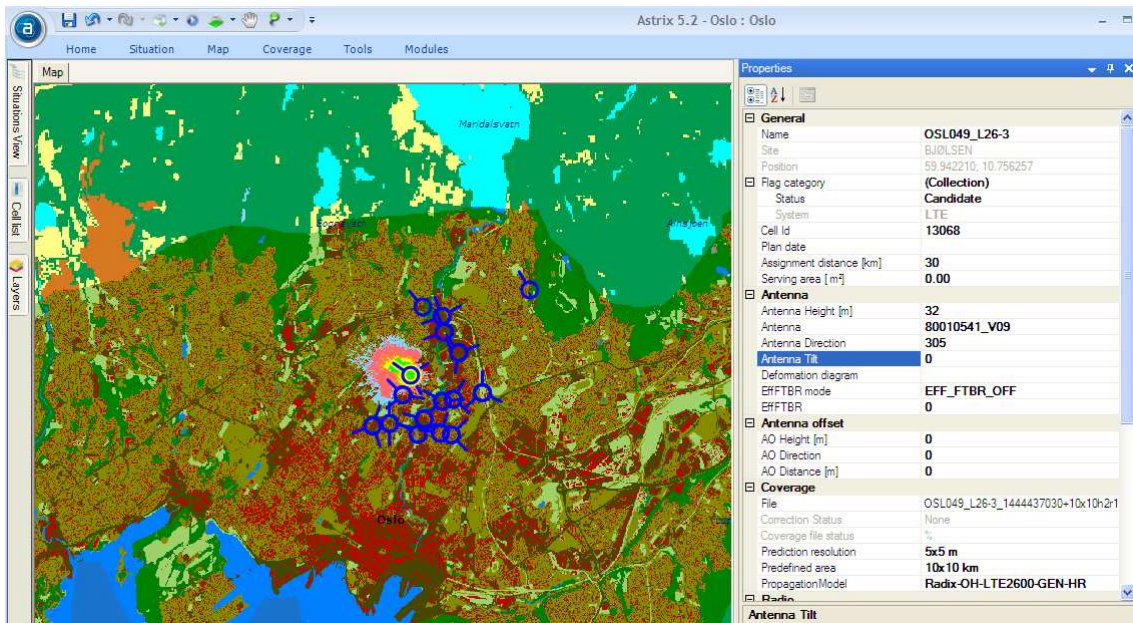 a
Astrix 5.2 - Oslo : Oslo
Home Situation Map Coverage Tools Modules
Situations View
Cell list
Layers
Map
Maridalsvatn
Oslo
Properties
General
Name OSL049_L26-3
Site BJØLSEN
Position 59.942210; 10.756257
Flag category (Collection)
Status Candidate
System LTE
Cell Id 13068
Plan date
Assignment distance [km] 30
Serving area [m²] 0.00
Antenna
Antenna Height [m] 32
Antenna 80010541_V09
Antenna Direction 305
Antenna Tilt 0
Deformation diagram
EffFTBR mode EFF_FTBR_OFF
EffFTBR 0
Antenna offset
AO Height [m] 0
AO Direction 0
AO Distance [m] 0
Coverage
File OSL049_L26-3_1444437030+10x10h2r1
Correction Status None
Coverage file status %
Prediction resolution 5x5 m
Predefined area 10x10 km
PropagationModel Radix-OH-LTE2600-GEN-HR
Radio
Antenna Tilt